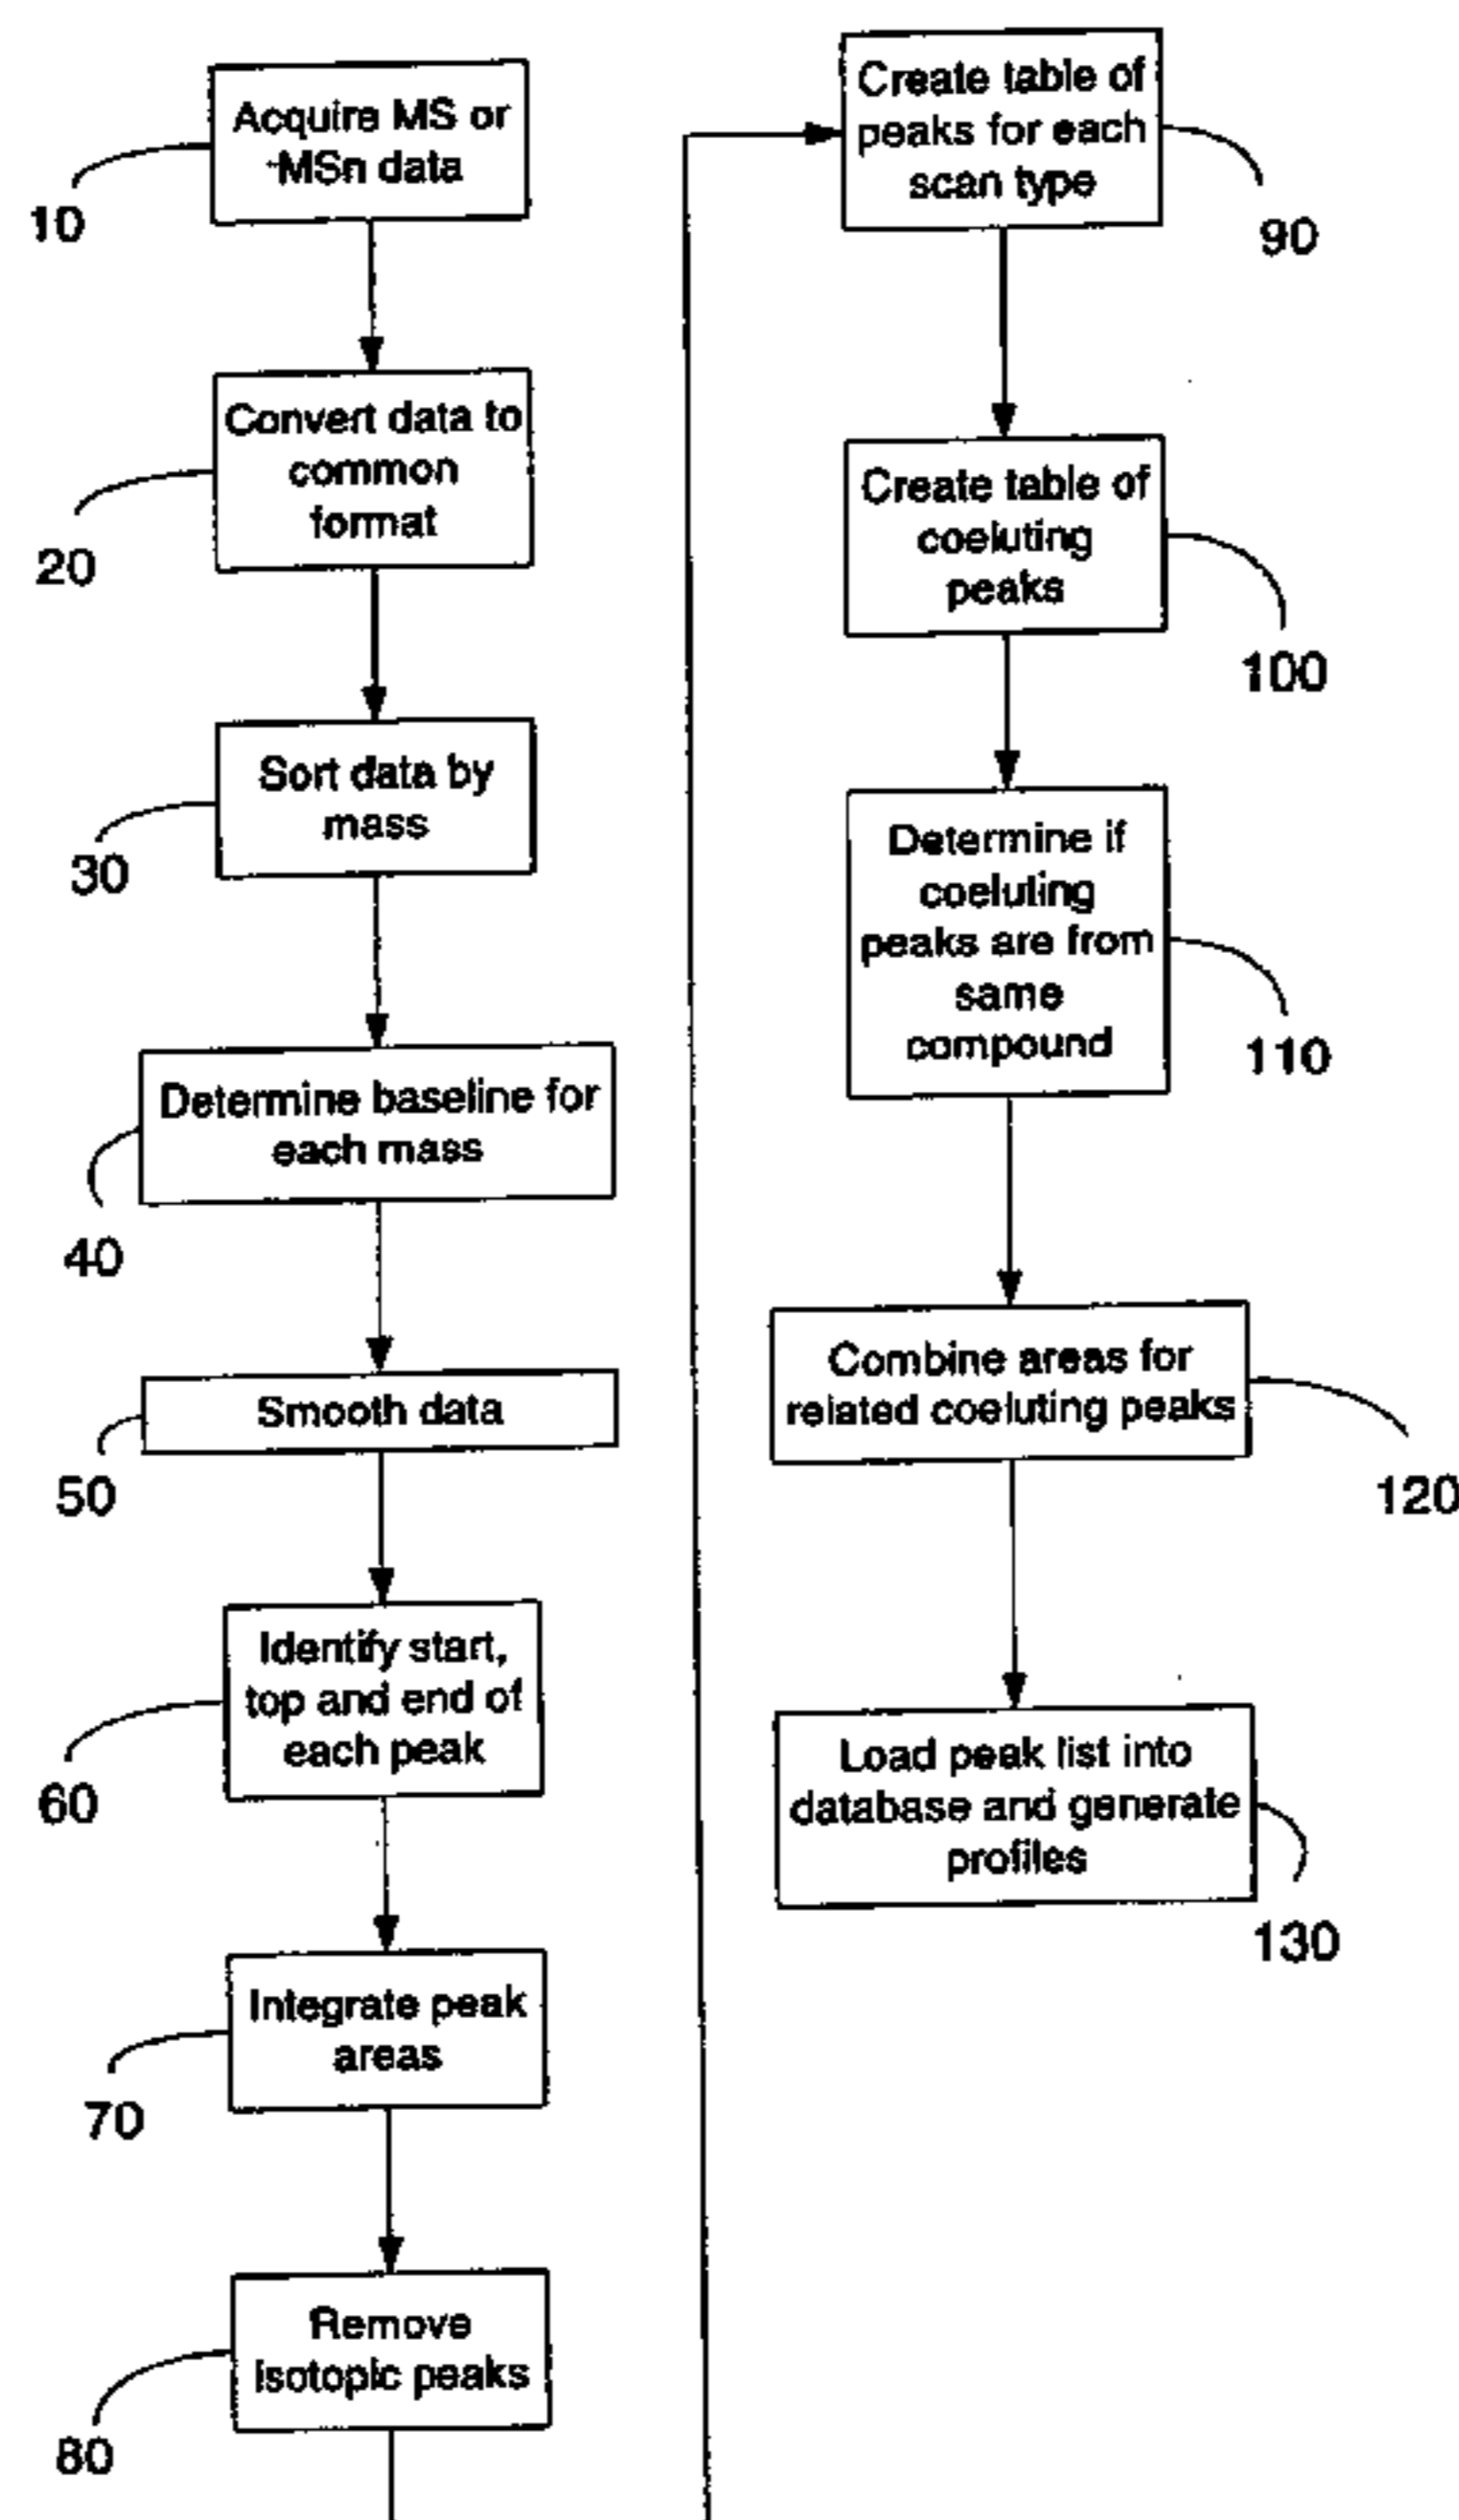 Acquire MS or
MSn data
10
Convert data to
common
format
20
Sort data by
mass
30
Determine baseline for
each mass
40
Smooth data
50
Identify start,
top and end of
each peak
60
Integrate peak
areas
70
Remove
isotopic peaks
80
Create table of
peaks for each
scan type
90
Create table of
coeluting
peaks
100
Determine if
coeluting
peaks are from
same
compound
110
Combine areas for
related coeluting peaks
120
Load peak list into
database and generate
profiles
130